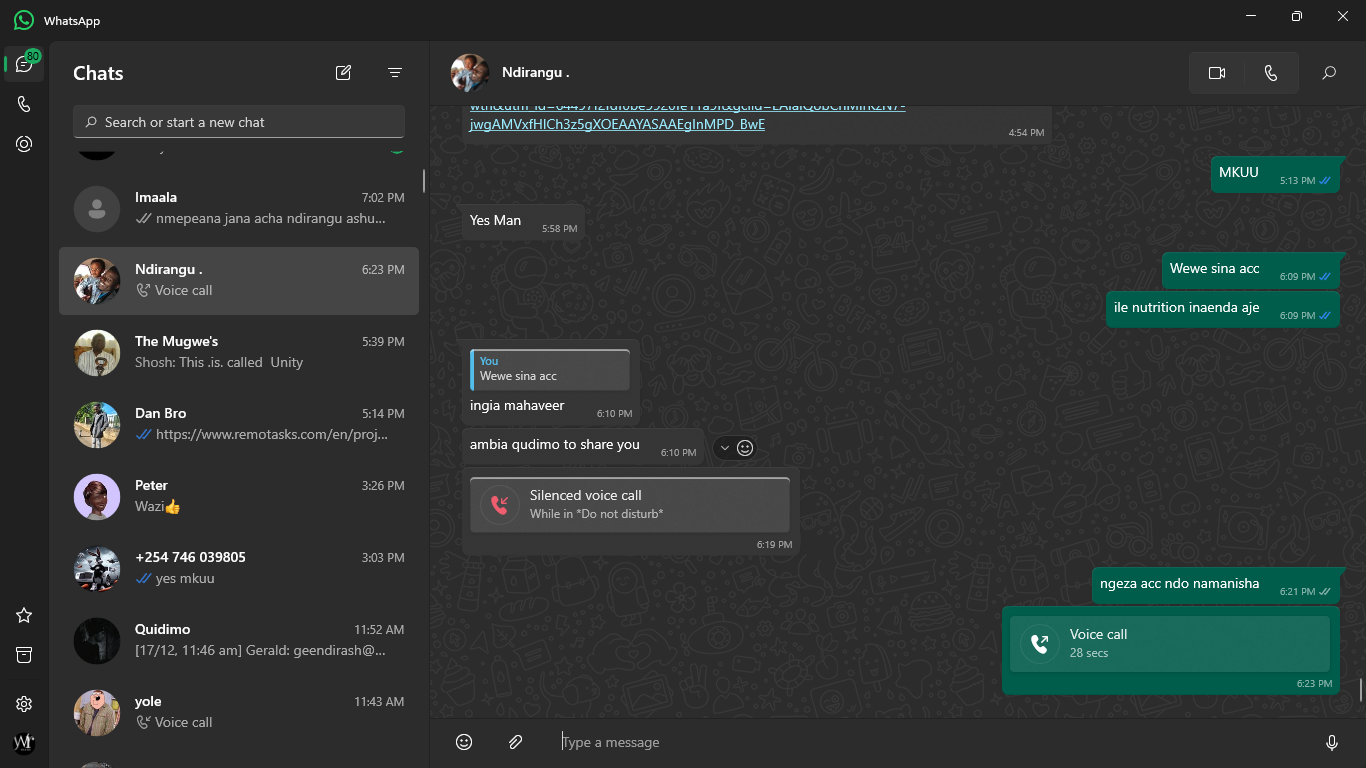 WhatsApp
80
Chats
Search or start a new chat
Imaala
7:02 PM
nmepeana jana acha ndirangu ashu...
Ndirangu .
6:23 PM
Voice call
The Mugwe's
5:39 PM
Shosh: This .is. called Unity
Dan Bro
5:14 PM
https://www.remotasks.com/en/proj...
Peter
3:26 PM
Wazi👍
+254 746 039805
3:03 PM
yes mkuu
Quidimo
11:52 AM
[17/12, 11:46 am] Gerald: geendirash@...
yole
11:43 AM
Voice call
Ndirangu .
jwgAMVxfHICh3z5gXOEAAYASAAEgInMPD_BwE
4:54 PM
MKUU
5:13 PM
Yes Man
5:58 PM
Wewe sina acc
6:09 PM
ile nutrition inaenda aje
6:09 PM
You
Wewe sina acc
ingia mahaveer
6:10 PM
ambia qudimo to share you
6:10 PM
Silenced voice call
While in *Do not disturb*
6:19 PM
ngeza acc ndo namanisha
6:21 PM
Voice call
28 secs
6:23 PM
Type a message